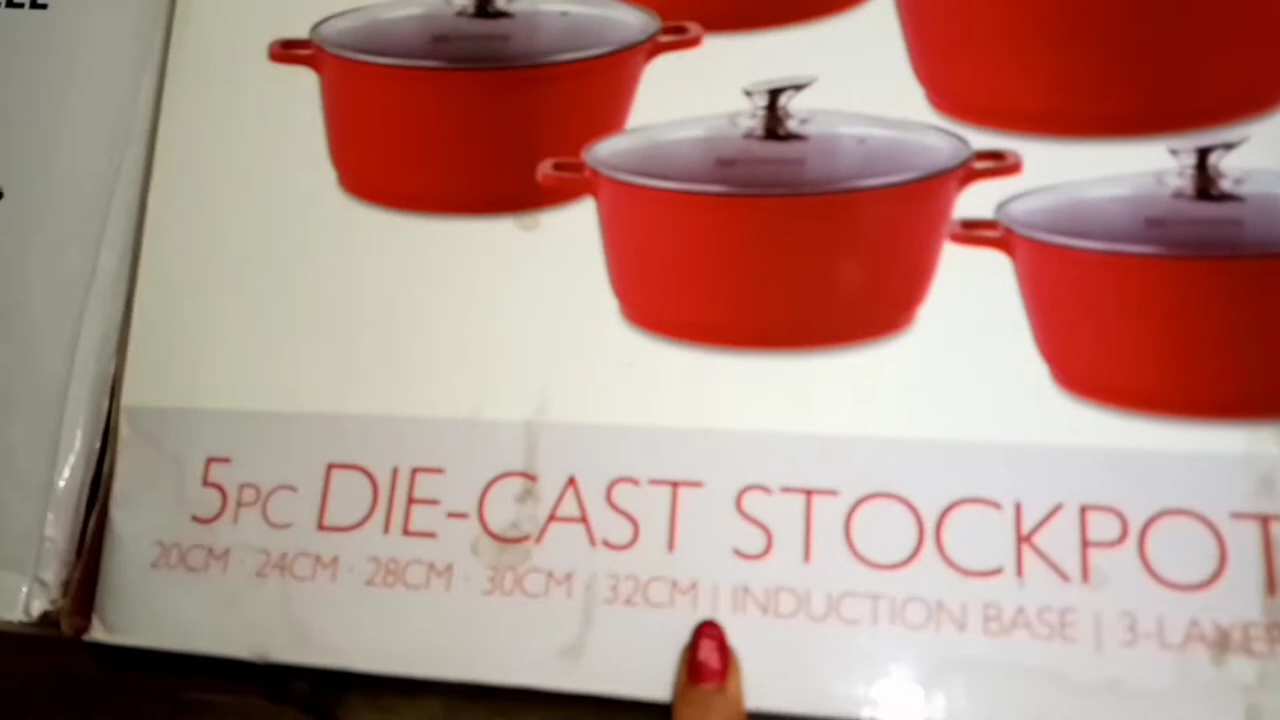 5PC DIE-CAST STOCKPOT
20CM · 24CM · 28CM · 30CM · 32CM | INDUCTION BASE | 3-LAYER